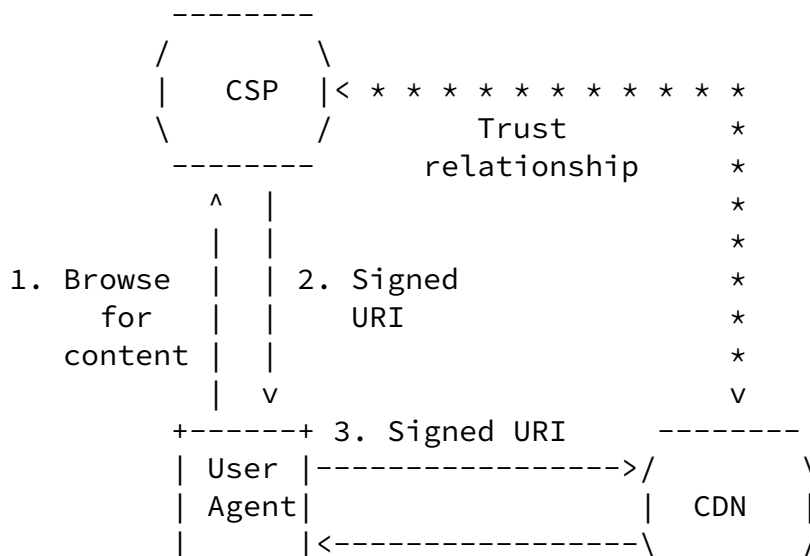 CSP
Trust
relationship
1. Browse
for
content
2. Signed
URI
3. Signed URI
User
Agent
CDN